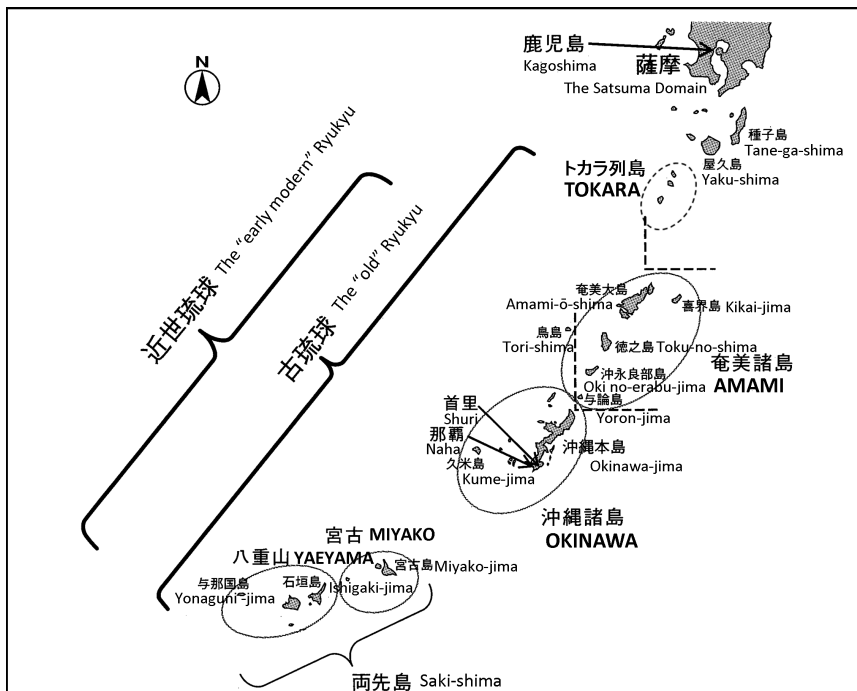 鹿児島
Kagoshima
薩摩
The Satsuma Domain
N
種子島
Tane-ga-shima
屋久島
Yaku-shima
トカラ列島
TOKARA
近世琉球 The “early modern” Ryukyu
古琉球 The “old” Ryukyu
奄美大島
Amami-ō-shima
喜界島 Kikai-jima
鳥島
Tori-shima
徳之島 Toku-no-shima
奄美諸島
AMAMI
沖永良部島
Oki no-erabu-jima
与論島
Yoron-jima
首里
Shuri
那覇
Naha
久米島
Kume-jima
沖縄本島
Okinawa-jima
沖縄諸島
OKINAWA
宮古 MIYAKO
宮古島 Miyako-jima
八重山 YAEYAMA
与那国島
Yonaguni-jima
石垣島
Ishigaki-jima
両先島 Saki-shima